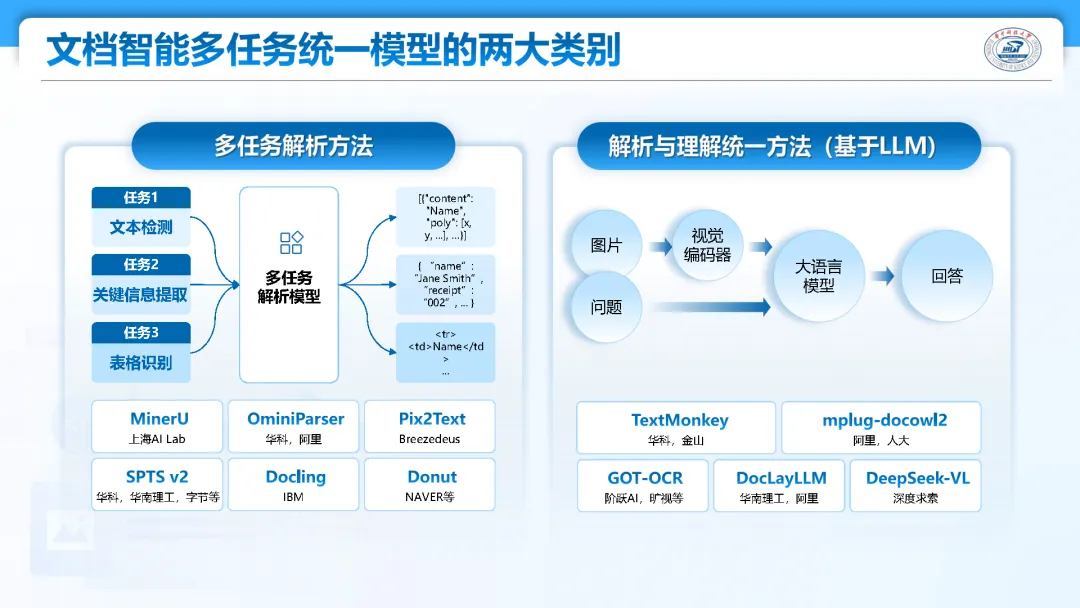 文档智能多任务统一模型的两大类别
多任务解析方法
任务1
文本检测
任务2
关键信息提取
任务3
表格识别
多任务
解析模型
[{"content":
"Name",
"poly": [x,
y, ...], ...}]
{ “name” :
“Jane Smith” ,
“receipt” :
“002” , ... }
<tr>
<td>Name</td
>
...
MinerU
上海AI Lab
OminiParser
华科，阿里
Pix2Text
Breezedeus
SPTS v2
华科，华南理工，字节等
Docling
IBM
Donut
NAVER等
解析与理解统一方法（基于LLM）
图片
问题
视觉
编码器
大语言
模型
回答
TextMonkey
华科，金山
mplug-docowl2
阿里，人大
GOT-OCR
阶跃AI，旷视等
DocLayLLM
华南理工，阿里
DeepSeek-VL
深度求索